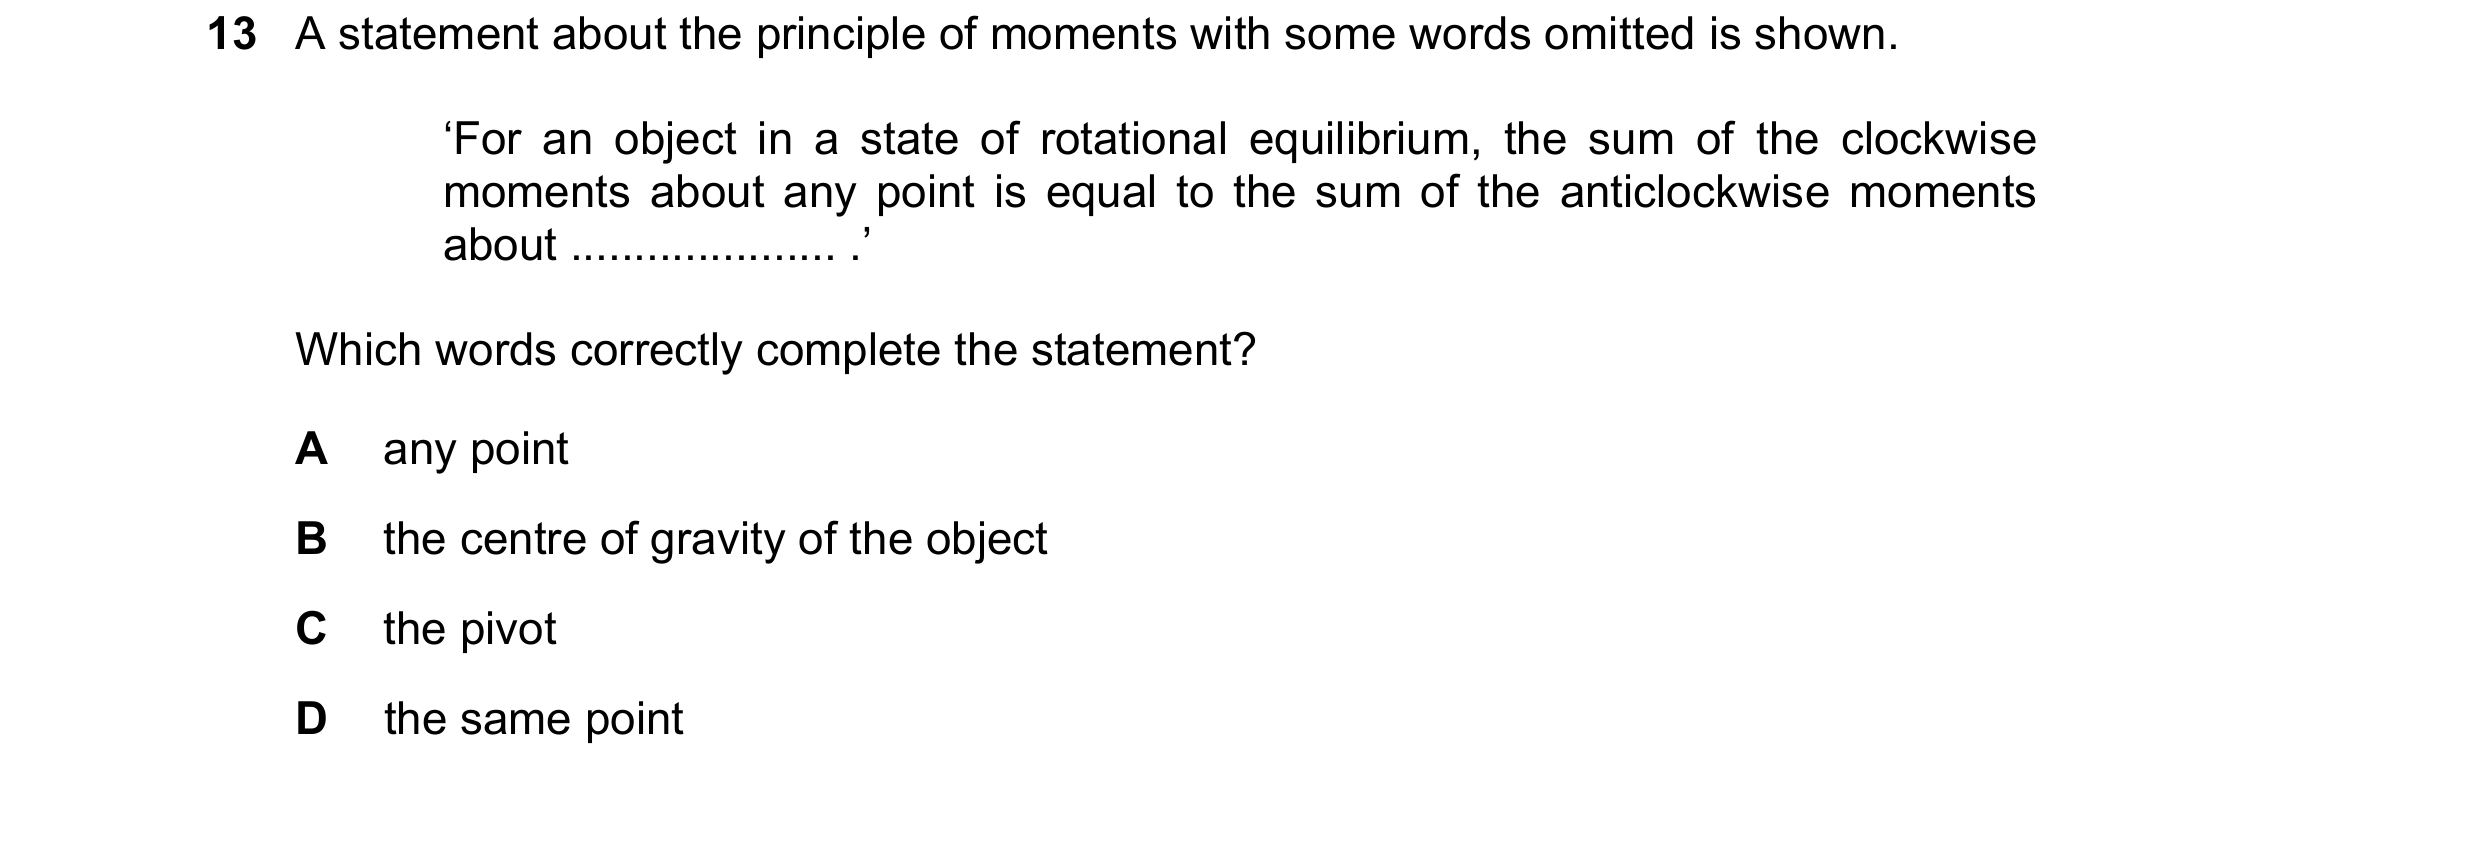 13 A statement about the principle of moments with some words omitted is shown.
‘For an object in a state of rotational equilibrium, the sum of the clockwise
moments about any point is equal to the sum of the anticlockwise moments
about ..................... .’
Which words correctly complete the statement?
A any point
B the centre of gravity of the object
C the pivot
D the same point